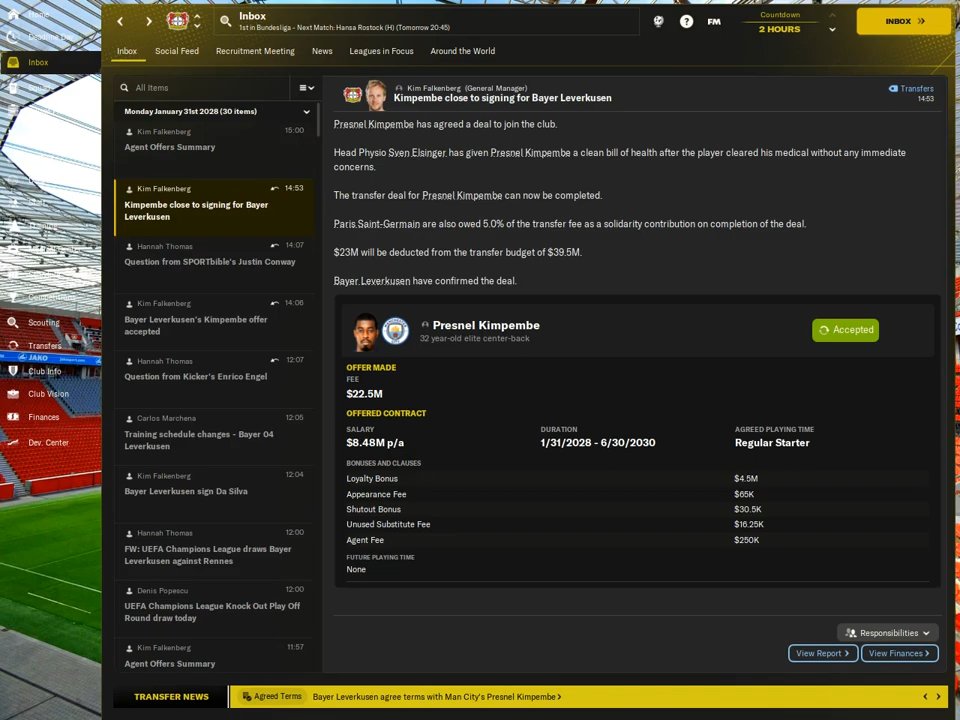 Home
Inbox
1st in Bundesliga - Next Match: Hansa Rostock (H) (Tomorrow 20:45)
?
FM
Countdown
2 HOURS
INBOX
Inbox
Social Feed
Recruitment Meeting
News
Leagues in Focus
Around the World
Inbox
Scouting
Transfers
JAKO
Club Info
Club Vision
Finances
Dev. Center
All Items
Monday January 31st 2028 (30 items)
Kim Falkenberg
15:00
Agent Offers Summary
Kim Falkenberg
14:53
Kimpembe close to signing for Bayer
Leverkusen
Hannah Thomas
14:07
Question from SPORTbible's Justin Conway
Kim Falkenberg
14:06
Bayer Leverkusen's Kimpembe offer
accepted
Hannah Thomas
12:07
Question from Kicker's Enrico Engel
Carlos Marchena
12:05
Training schedule changes - Bayer 04
Leverkusen
Kim Falkenberg
12:04
Bayer Leverkusen sign Da Silva
Hannah Thomas
12:00
FW: UEFA Champions League draws Bayer
Leverkusen against Rennes
Denis Popescu
12:00
UEFA Champions League Knock Out Play Off
Round draw today
Kim Falkenberg
11:57
Agent Offers Summary
Kim Falkenberg (General Manager)
Kimpembe close to signing for Bayer Leverkusen
Transfers
14:53
Presnel Kimpembe has agreed a deal to join the club.
Head Physio Sven Elsinger has given Presnel Kimpembe a clean bill of health after the player cleared his medical without any immediate
concerns.
The transfer deal for Presnel Kimpembe can now be completed.
Paris Saint-Germain are also owed 5.0% of the transfer fee as a solidarity contribution on completion of the deal.
$23M will be deducted from the transfer budget of $39.5M.
Bayer Leverkusen have confirmed the deal.
Presnel Kimpembe
32 year-old elite center-back
Accepted
OFFER MADE
FEE
$22.5M
OFFERED CONTRACT
SALARY
DURATION
AGREED PLAYING TIME
$8.48M p/a
1/31/2028 - 6/30/2030
Regular Starter
BONUSES AND CLAUSES
Loyalty Bonus
$4.5M
Appearance Fee
$65K
Shutout Bonus
$30.5K
Unused Substitute Fee
$16.25K
Agent Fee
$250K
FUTURE PLAYING TIME
None
Responsibilities
View Report
View Finances
TRANSFER NEWS
Agreed Terms
Bayer Leverkusen agree terms with Man City's Presnel Kimpembe